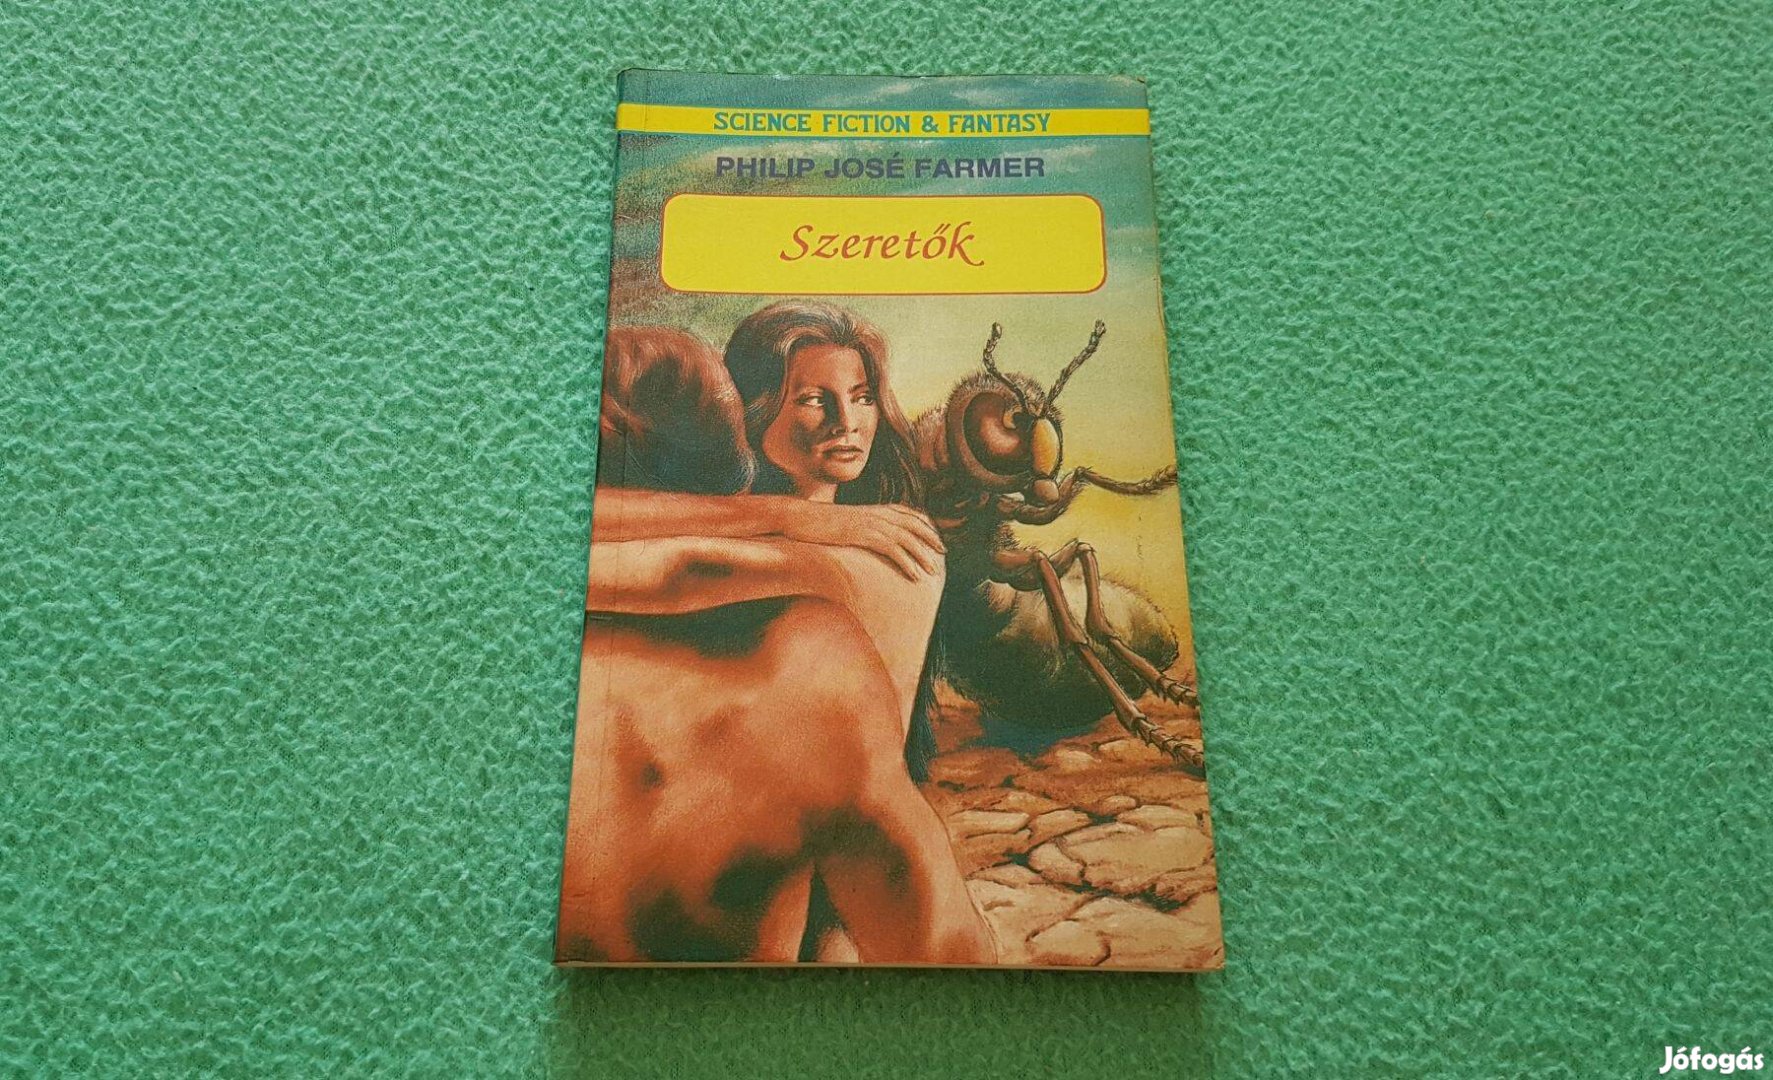 SCIENCE FICTION & FANTASY
PHILIP JOSÉ FARMER
Szeretők
Jófogás